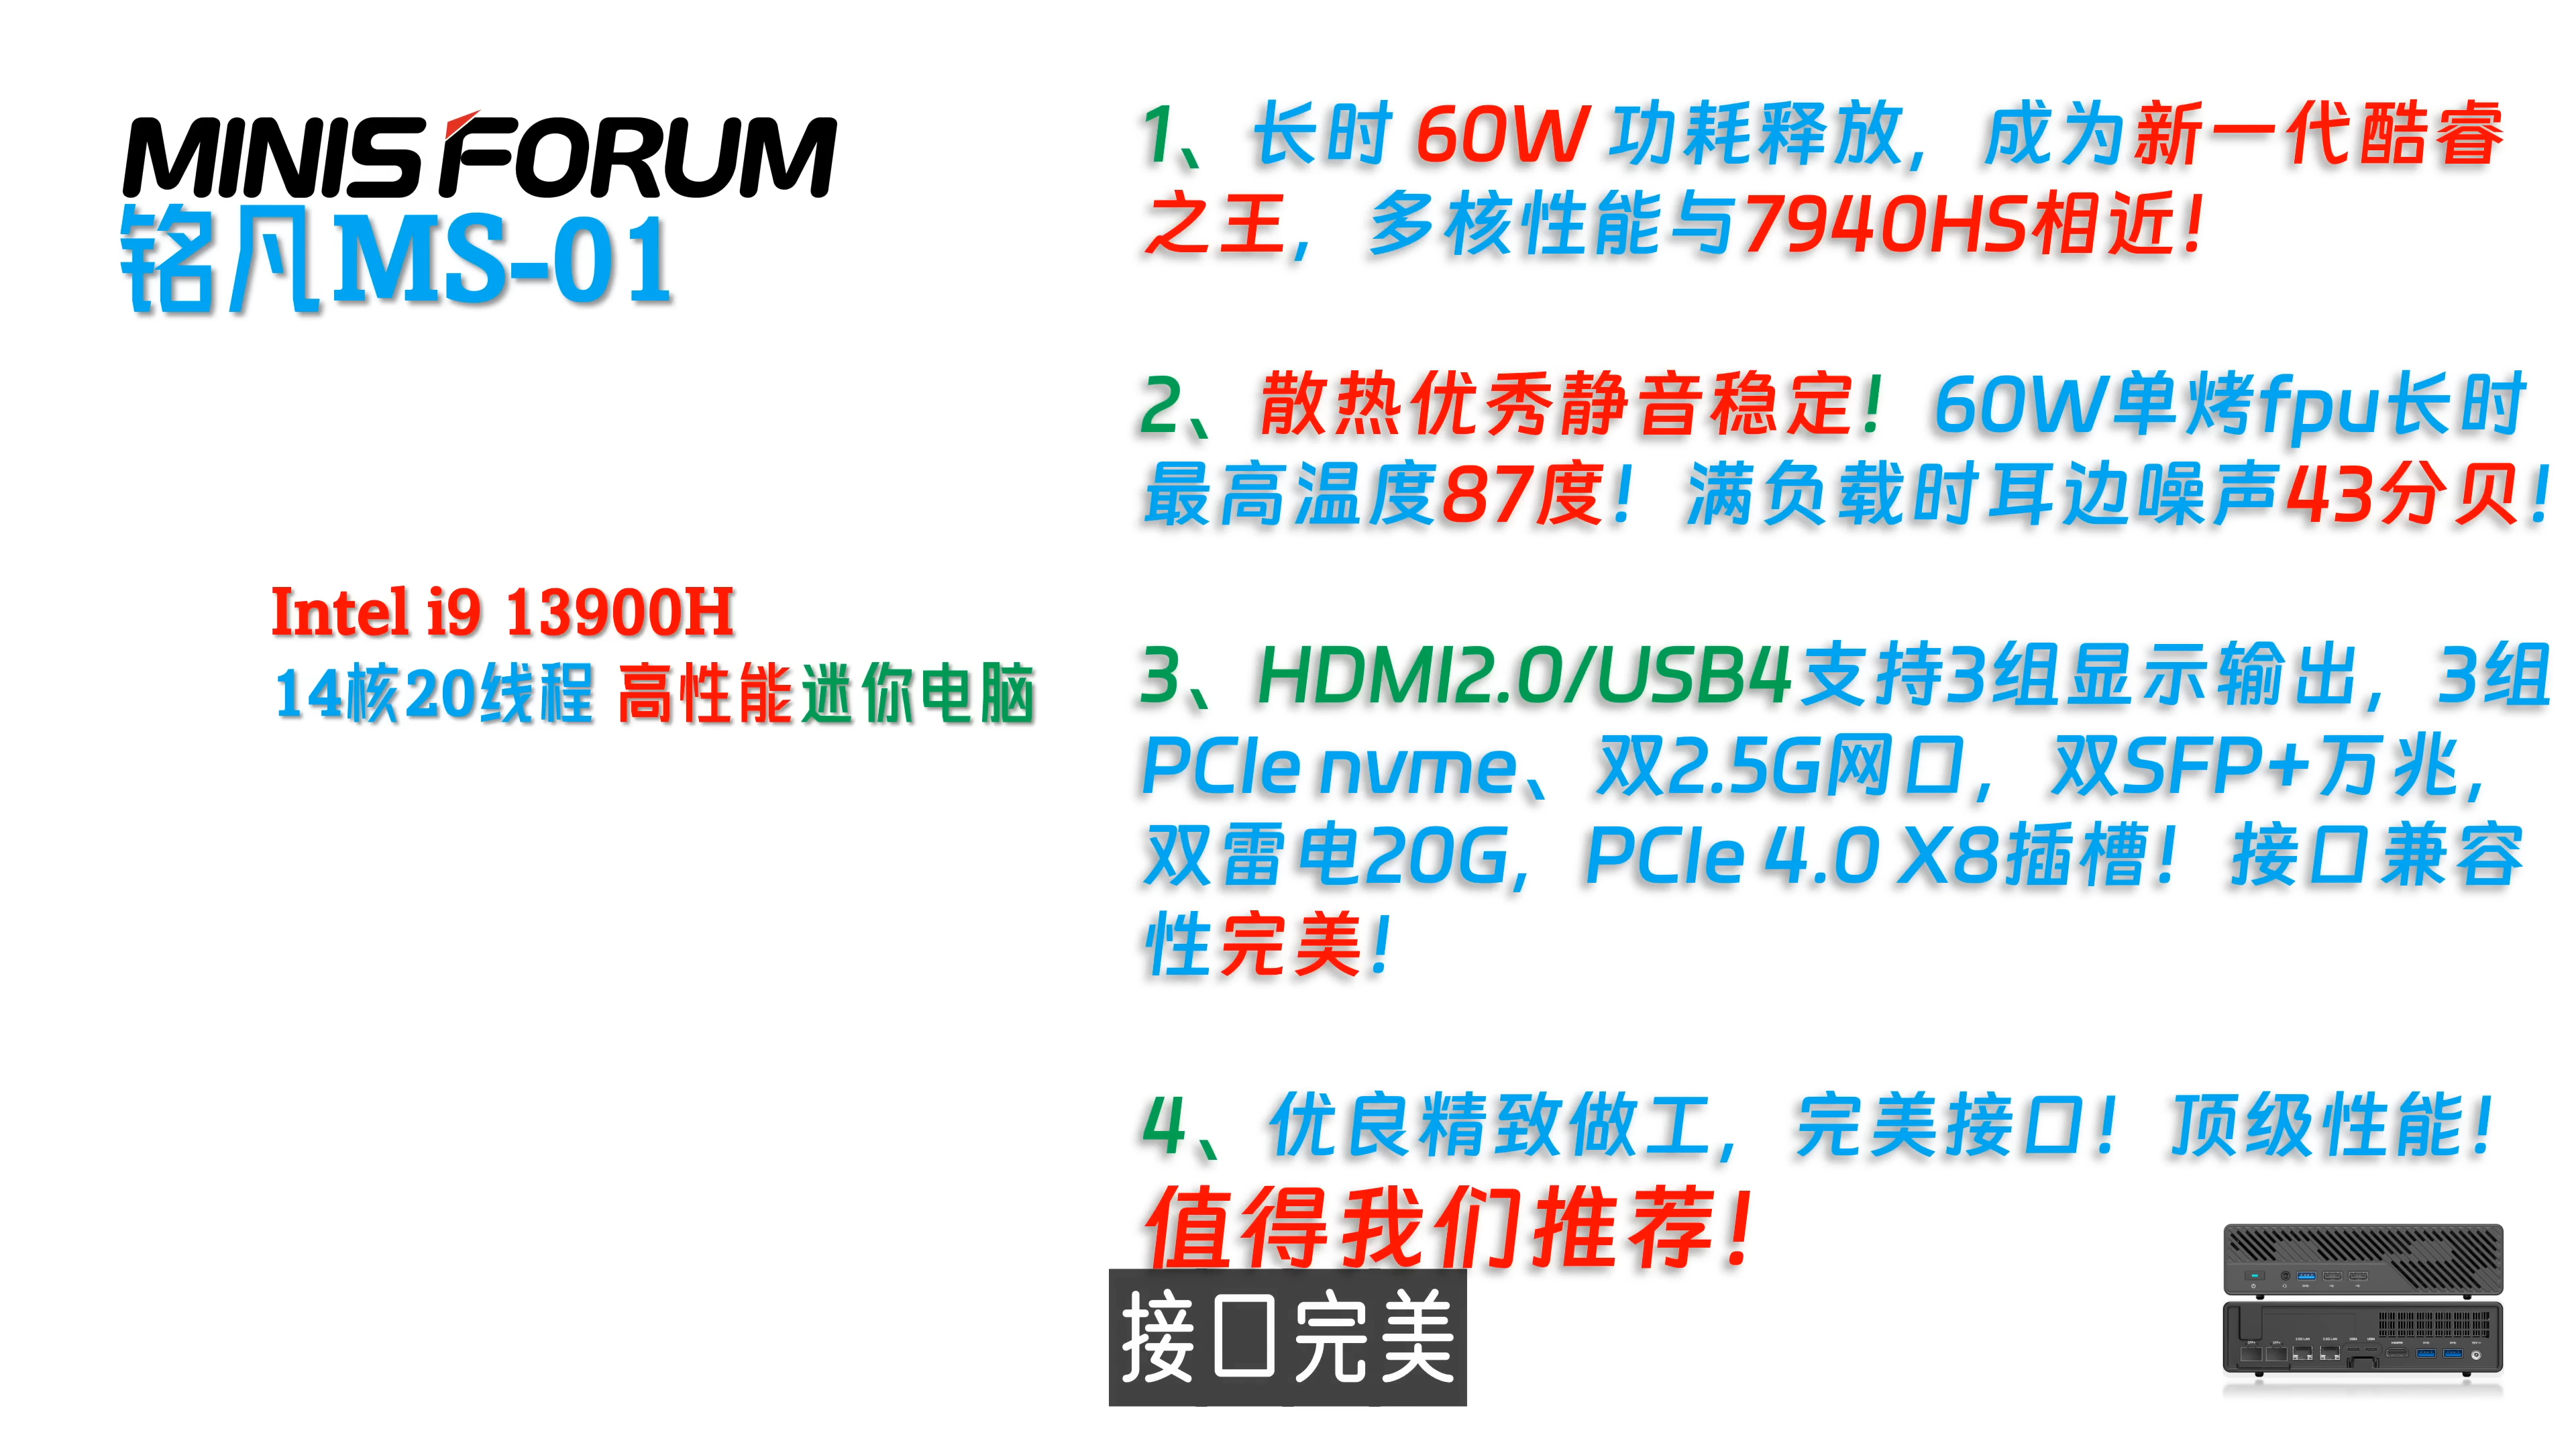 MINISFORUM
铭凡MS-01
Intel i9 13900H
14核20线程 高性能迷你电脑
1、长时 60W 功耗释放，成为新一代酷睿
之王，多核性能与7940HS相近！
2、散热优秀静音稳定！60W单烤fpu长时
最高温度87度！满负载时耳边噪声43分贝！
3、HDMI2.0/USB4支持3组显示输出，3组
PCIe nvme、双2.5G网口，双SFP+万兆，
双雷电20G，PCIe 4.0 X8插槽！接口兼容
性完美！
4、优良精致做工，完美接口！顶级性能！
值得我们推荐！
接口完美